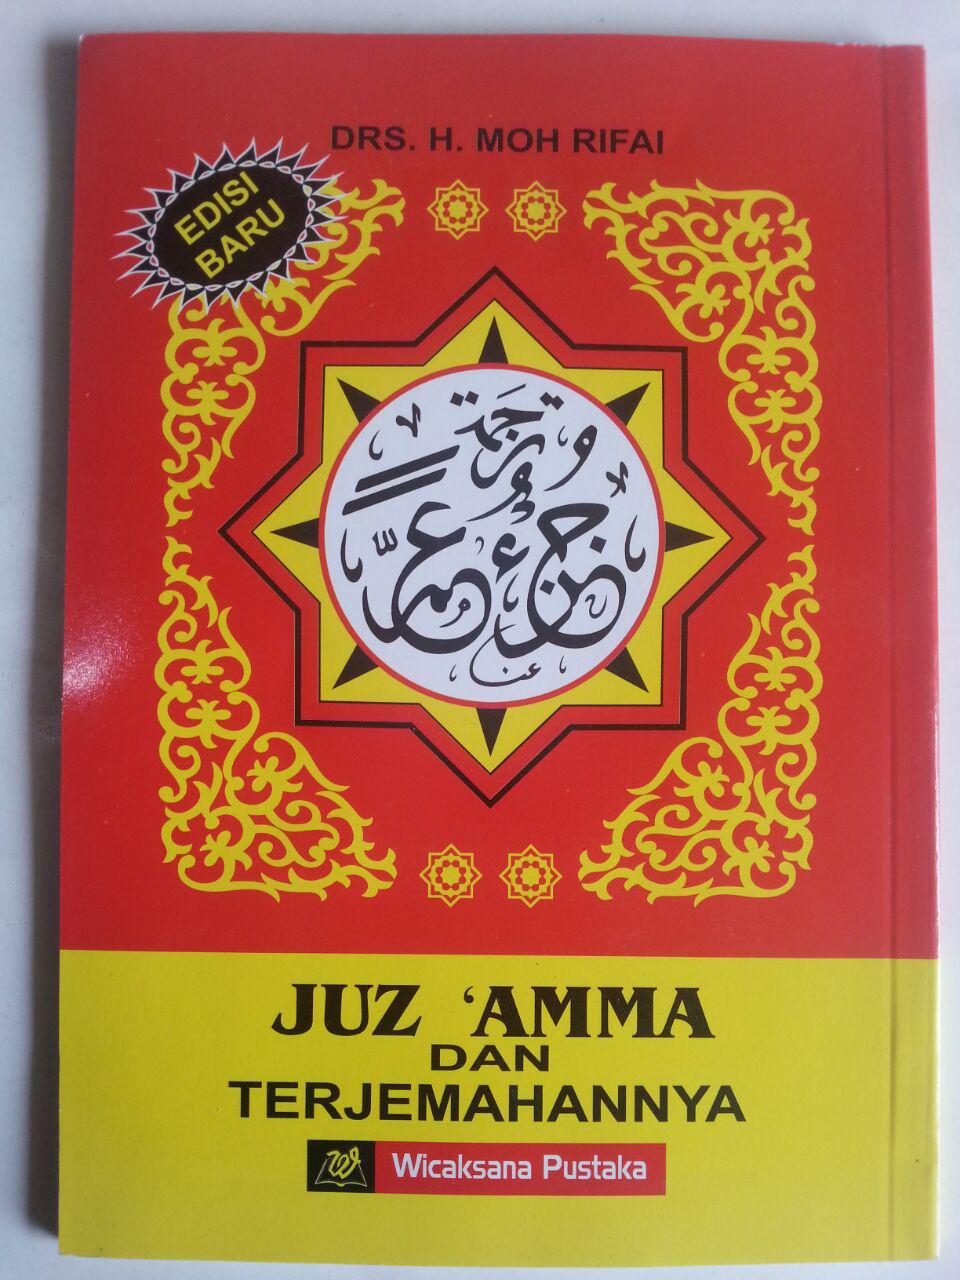 DRS. H. MOH RIFAI
EDISI
BARU
وترجمة
جزء عم
JUZ ‘AMMA
DAN
TERJEMAHANNYA
Wicaksana Pustaka